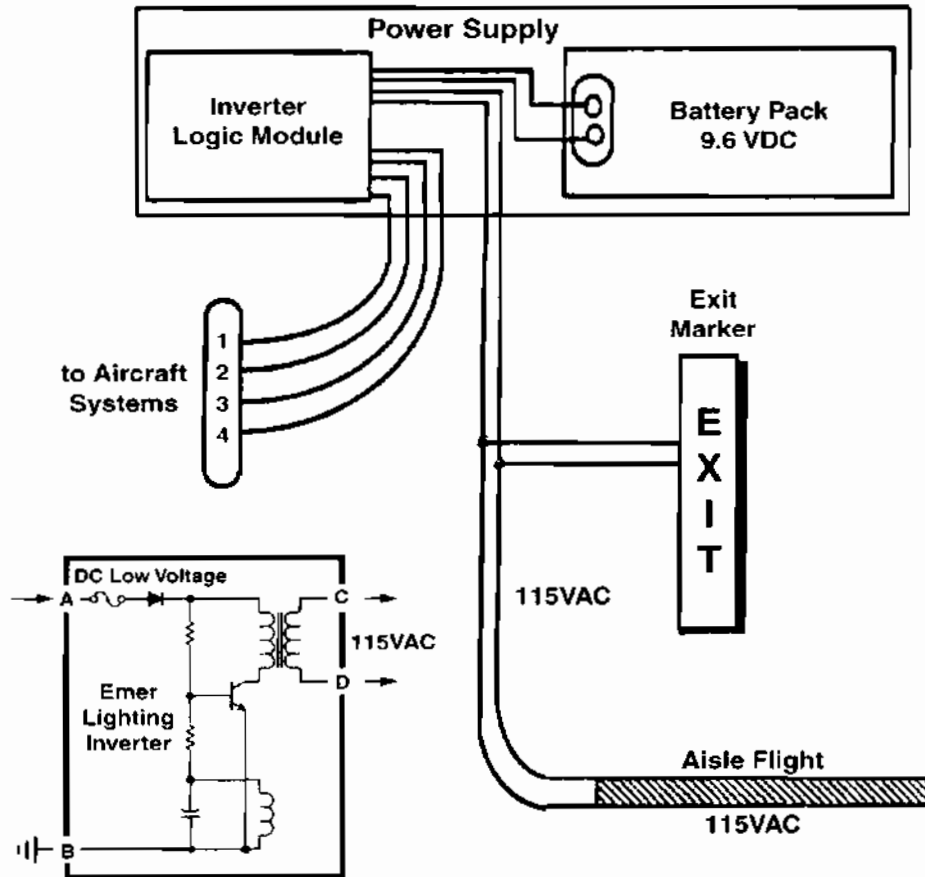 Power Supply
Inverter
Logic Module
Battery Pack
9.6 VDC
Exit
Marker
1
2
3
4
to Aircraft
Systems
E
X
I
T
DC Low Voltage
A
C
115VAC
D
Emer
Lighting
Inverter
B
115VAC
Aisle Flight
115VAC